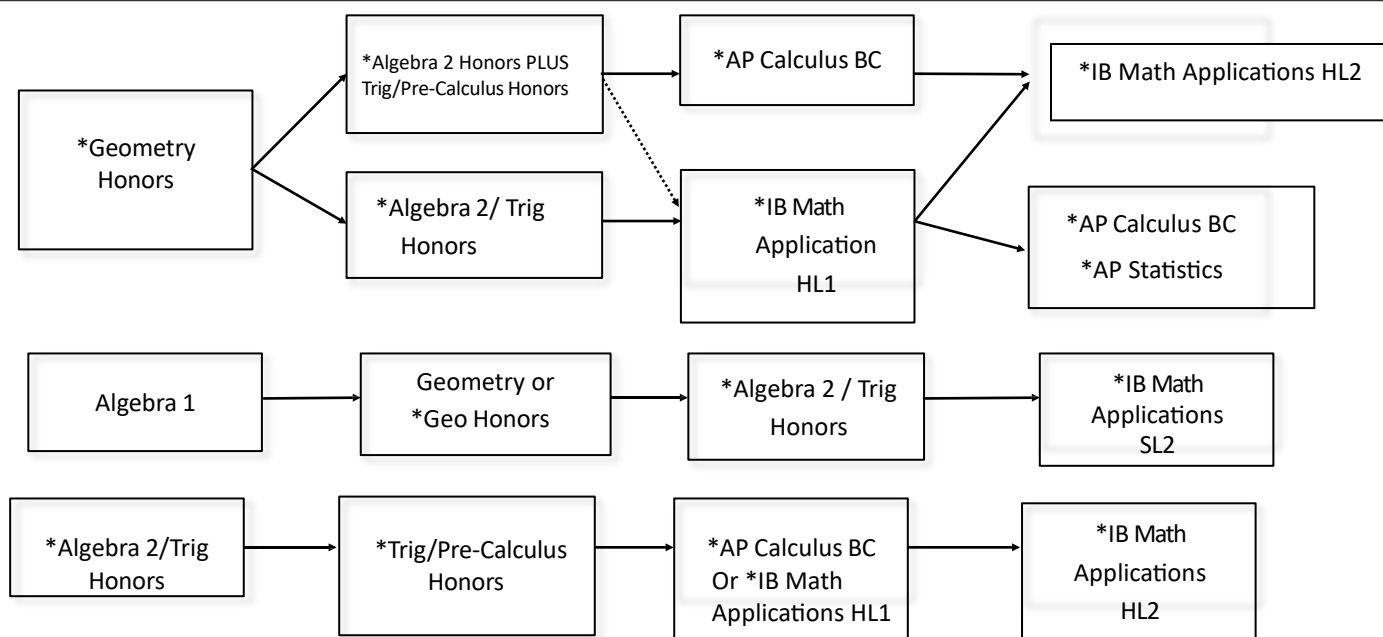 *Geometry
Honors
*Algebra 2 Honors PLUS
Trig/Pre-Calculus Honors
*Algebra 2/ Trig
Honors
*AP Calculus BC
*IB Math
Application
HL1
*IB Math Applications HL2
*AP Calculus BC
*AP Statistics
Algebra 1
Geometry or
*Geo Honors
*Algebra 2 / Trig
Honors
*IB Math
Applications
SL2
*Algebra 2/Trig
Honors
*Trig/Pre-Calculus
Honors
*AP Calculus BC
Or *IB Math
Applications HL1
*IB Math
Applications
HL2